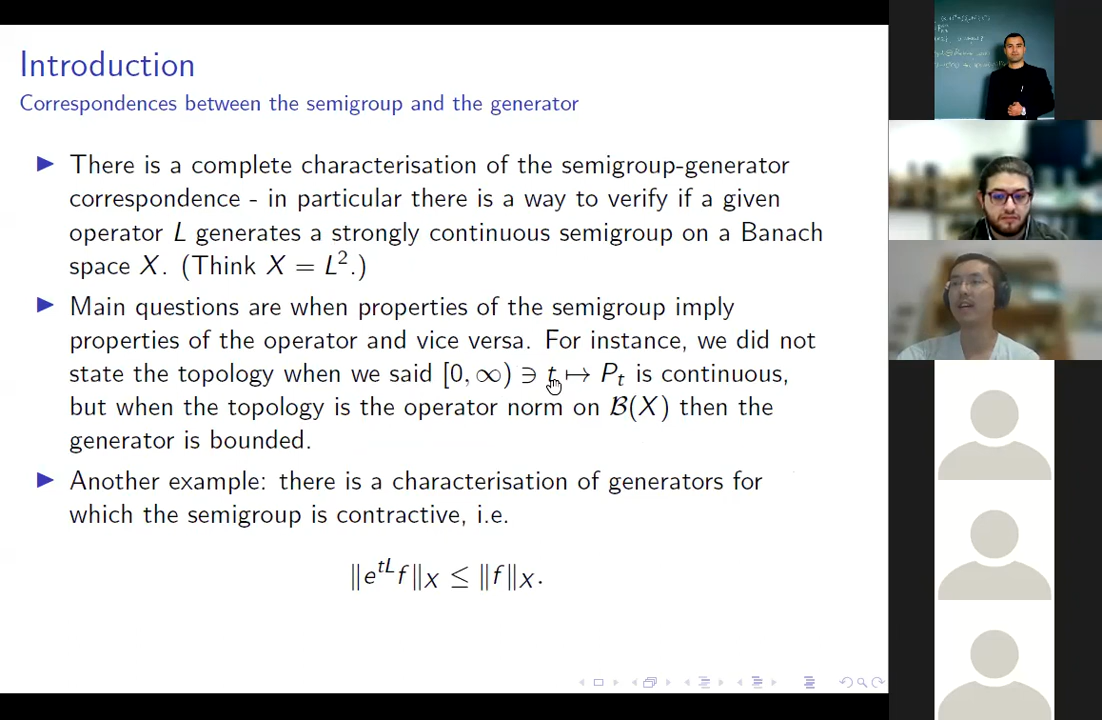 Introduction
Correspondences between the semigroup and the generator
▶ There is a complete characterisation of the semigroup-generator
correspondence - in particular there is a way to verify if a given
operator L generates a strongly continuous semigroup on a Banach
space X. (Think X = L².)
▶ Main questions are when properties of the semigroup imply
properties of the operator and vice versa. For instance, we did not
state the topology when we said [0, ∞) ∋ t ↦ Pₜ is continuous,
but when the topology is the operator norm on ℬ(X) then the
generator is bounded.
▶ Another example: there is a characterisation of generators for
which the semigroup is contractive, i.e.
‖e^{tL}f‖_X ≤ ‖f‖_X.